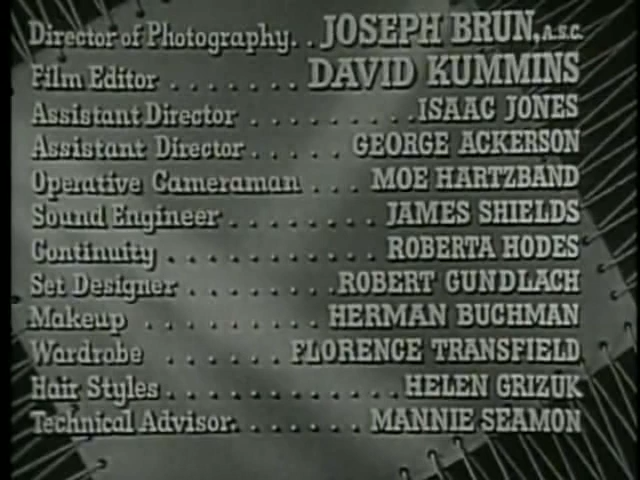 Director of Photography. . JOSEPH BRUN, A.S.C.
Film Editor . . . . . . . DAVID KUMMINS
Assistant Director . . . . . . . . . . ISAAC JONES
Assistant Director . . . . . GEORGE ACKERSON
Operative Cameraman . . . MOE HARTZBAND
Sound Engineer . . . . . . . . JAMES SHIELDS
Continuity . . . . . . . . . . . ROBERTA HODES
Set Designer . . . . . . . . . ROBERT GUNDLACH
Makeup . . . . . . . . . HERMAN BUCHMAN
Wardrobe . . . . . . FLORENCE TRANSFIELD
Hair Styles . . . . . . . . . . . . HELEN GRIZUK
Technical Advisor. . . . . . . MANNIE SEAMON